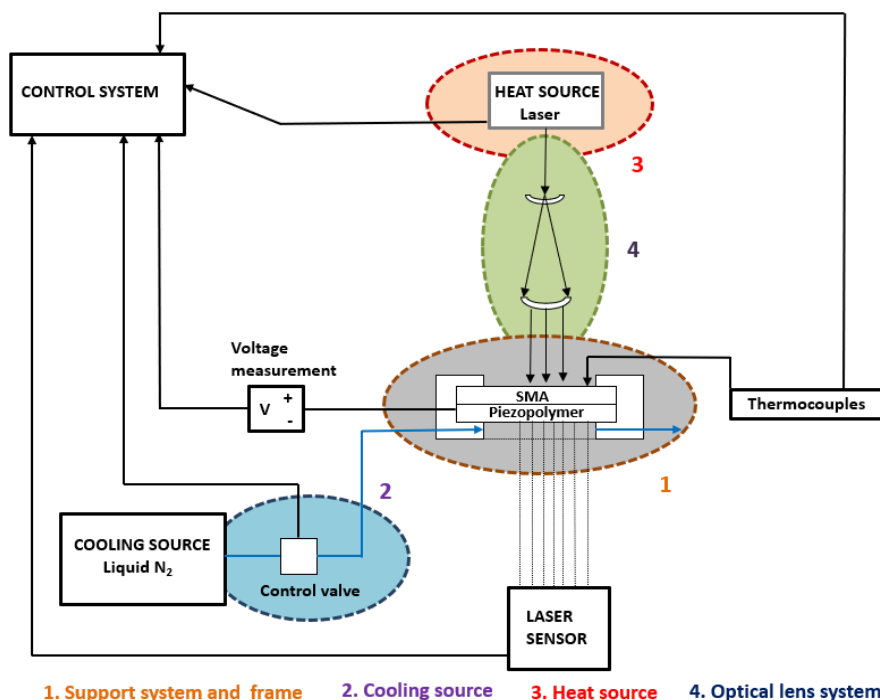 CONTROL SYSTEM
HEAT SOURCE
Laser
3
4
Voltage
measurement
V + -
SMA
Piezopolymer
Thermocouples
1
2
COOLING SOURCE
Liquid N₂
Control valve
LASER
SENSOR
1. Support system and frame 2. Cooling source 3. Heat source 4. Optical lens system